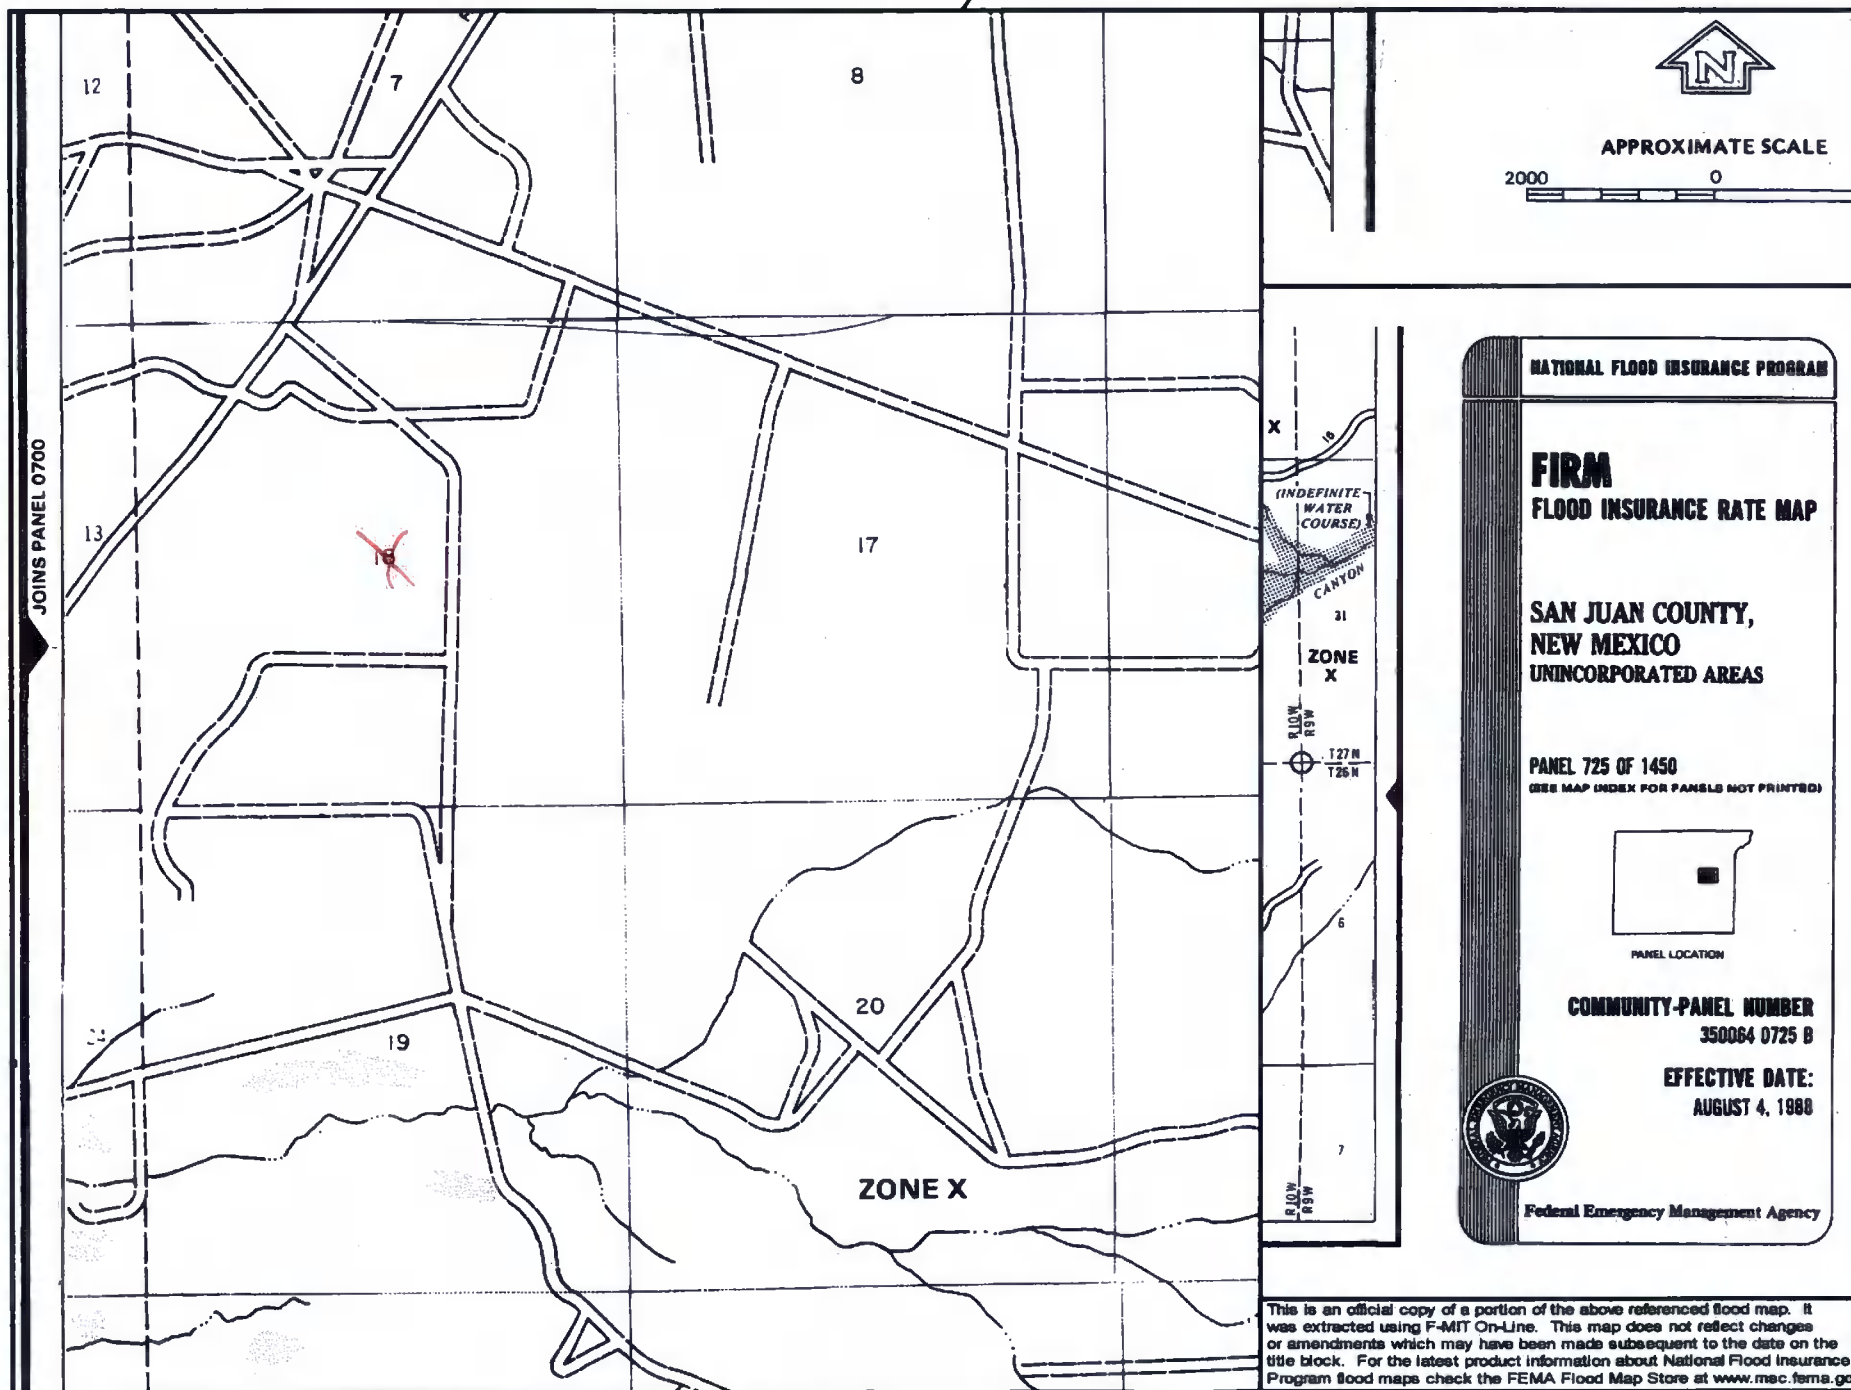 12
7
8
JOINS PANEL 0700
13
18
17
19
20
ZONE X
N
APPROXIMATE SCALE
2000
0
X
18
(INDEFINITE
WATER
COURSE)
CANYON
31
ZONE
X
R10W
R9W
T27N
T26N
6
7
R10W
R9W
NATIONAL FLOOD INSURANCE PROGRAM
FIRM
FLOOD INSURANCE RATE MAP
SAN JUAN COUNTY,
NEW MEXICO
UNINCORPORATED AREAS
PANEL 725 OF 1450
(SEE MAP INDEX FOR PANELS NOT PRINTED)
PANEL LOCATION
COMMUNITY-PANEL NUMBER
350064 0725 B
EFFECTIVE DATE:
AUGUST 4, 1988
Federal Emergency Management Agency
This is an official copy of a portion of the above referenced flood map. It
was extracted using F-MIT On-Line. This map does not reflect changes
or amendments which may have been made subsequent to the date on the
title block. For the latest product information about National Flood Insurance
Program flood maps check the FEMA Flood Map Store at www.msc.fema.go